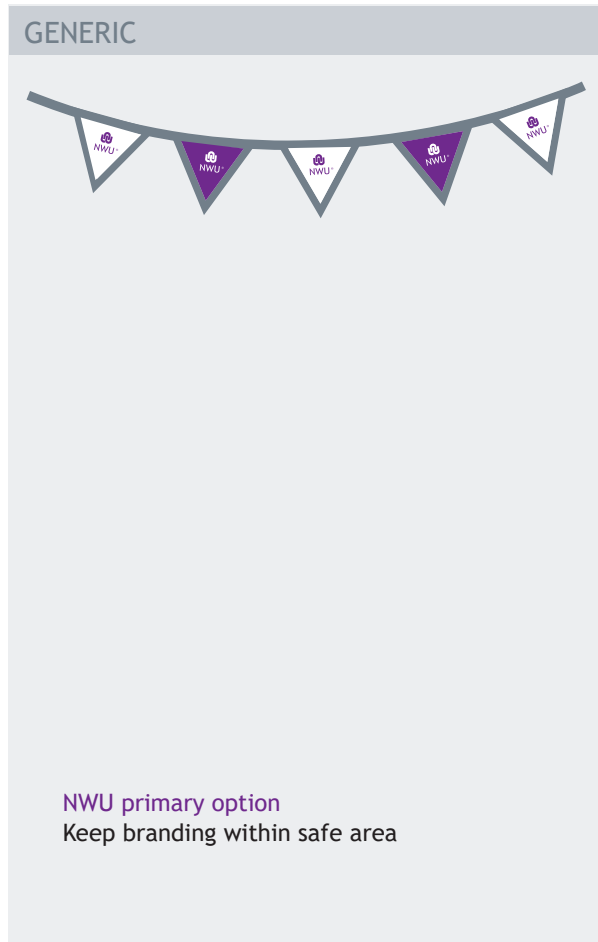 GENERIC
NWU
NWU
NWU
NWU
NWU
NWU primary option
Keep branding within safe area